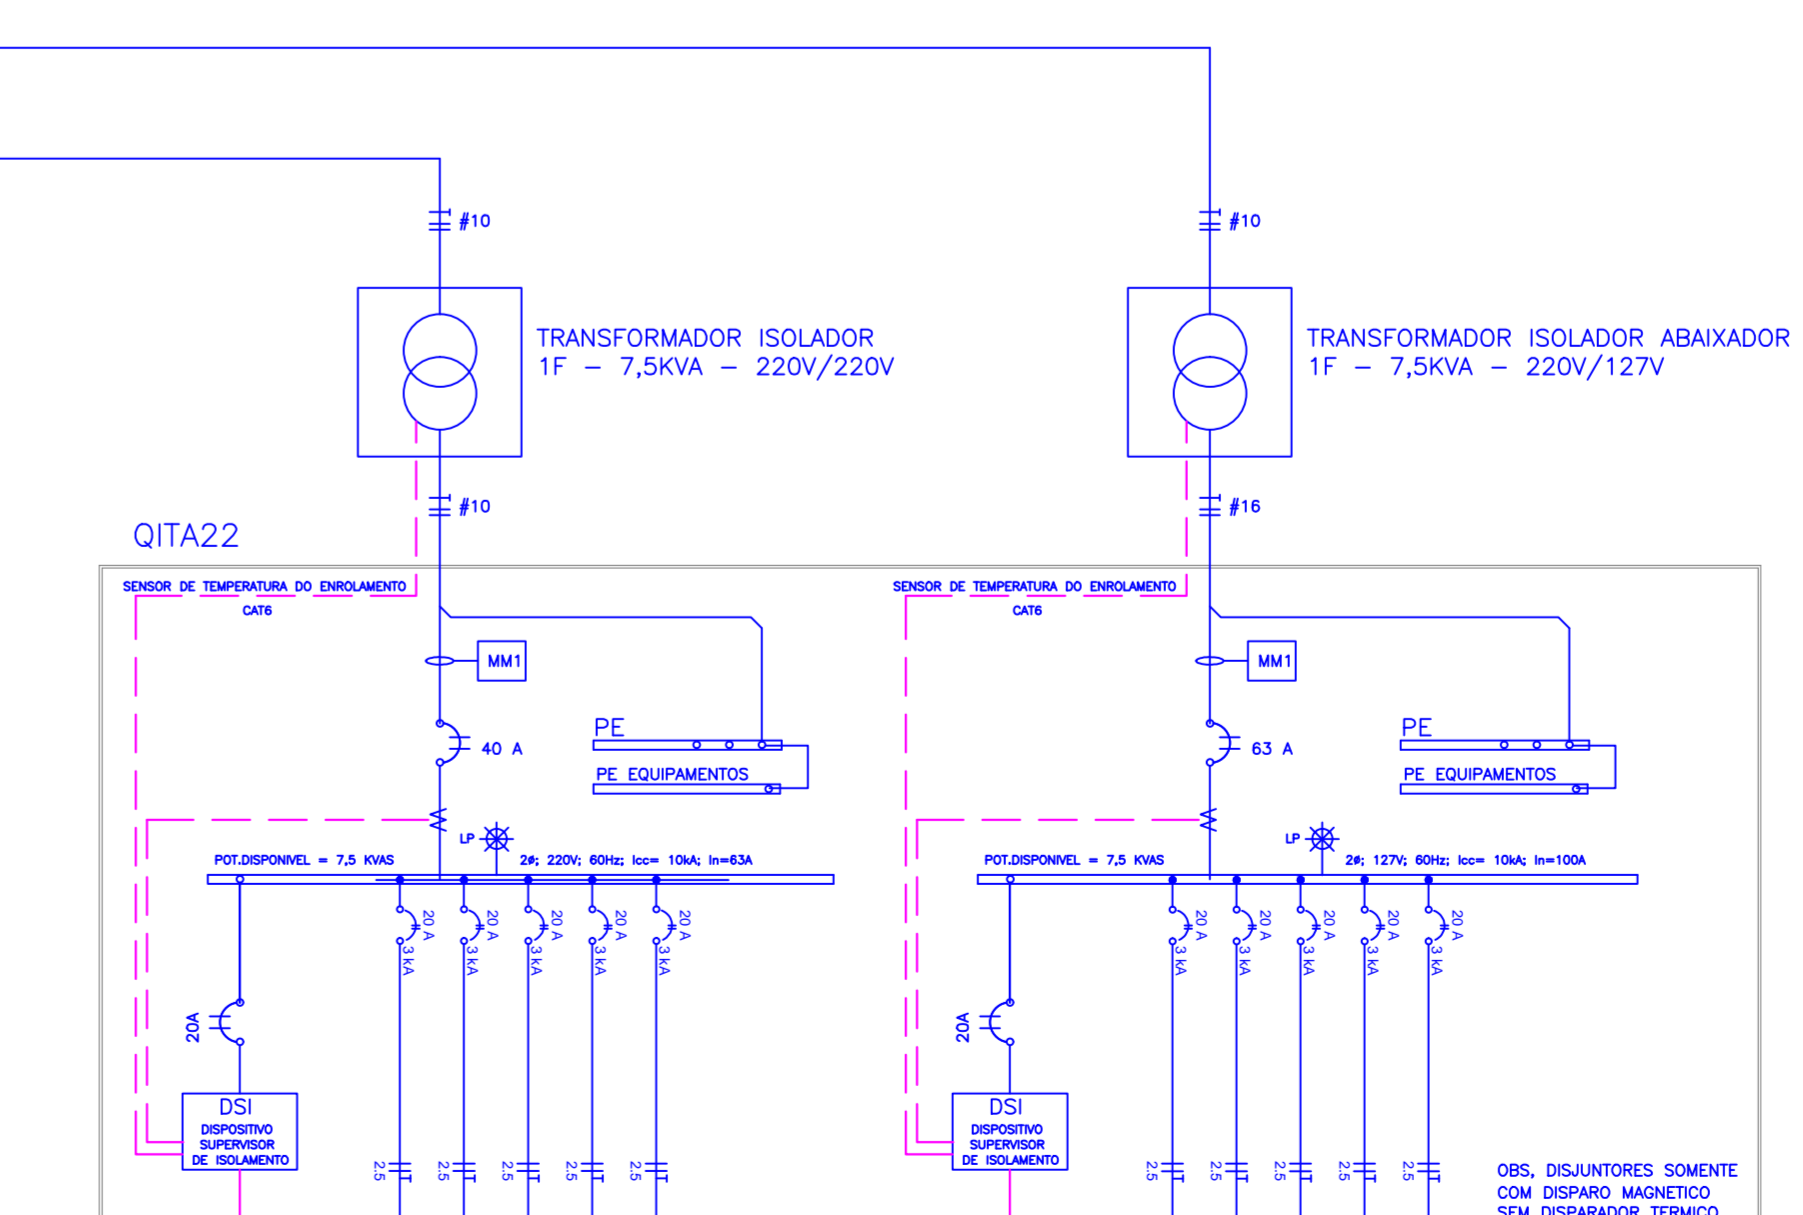 #10
#10
TRANSFORMADOR ISOLADOR
1F - 7,5KVA - 220V/220V
TRANSFORMADOR ISOLADOR ABAIXADOR
1F - 7,5KVA - 220V/127V
#10
#16
QITA22
SENSOR DE TEMPERATURA DO ENROLAMENTO
CAT6
SENSOR DE TEMPERATURA DO ENROLAMENTO
CAT6
MM1
MM1
PE
PE
40 A
63 A
PE EQUIPAMENTOS
PE EQUIPAMENTOS
LP
LP
POT.DISPONIVEL = 7,5 KVAS
2ø; 220V; 60Hz; Icc= 10kA; In=63A
POT.DISPONIVEL = 7,5 KVAS
2ø; 127V; 60Hz; Icc= 10kA; In=100A
20 A
20 A
20 A
20 A
20 A
20 A
20 A
20 A
20 A
20 A
3 kA
3 kA
3 kA
3 kA
3 kA
3 kA
3 kA
3 kA
3 kA
3 kA
20A
20A
DSI
DISPOSITIVO
SUPERVISOR
DE ISOLAMENTO
DSI
DISPOSITIVO
SUPERVISOR
DE ISOLAMENTO
2.5
2.5
2.5
2.5
2.5
2.5
2.5
2.5
2.5
2.5
OBS, DISJUNTORES SOMENTE
COM DISPARO MAGNETICO
SEM DISPARADOR TERMICO